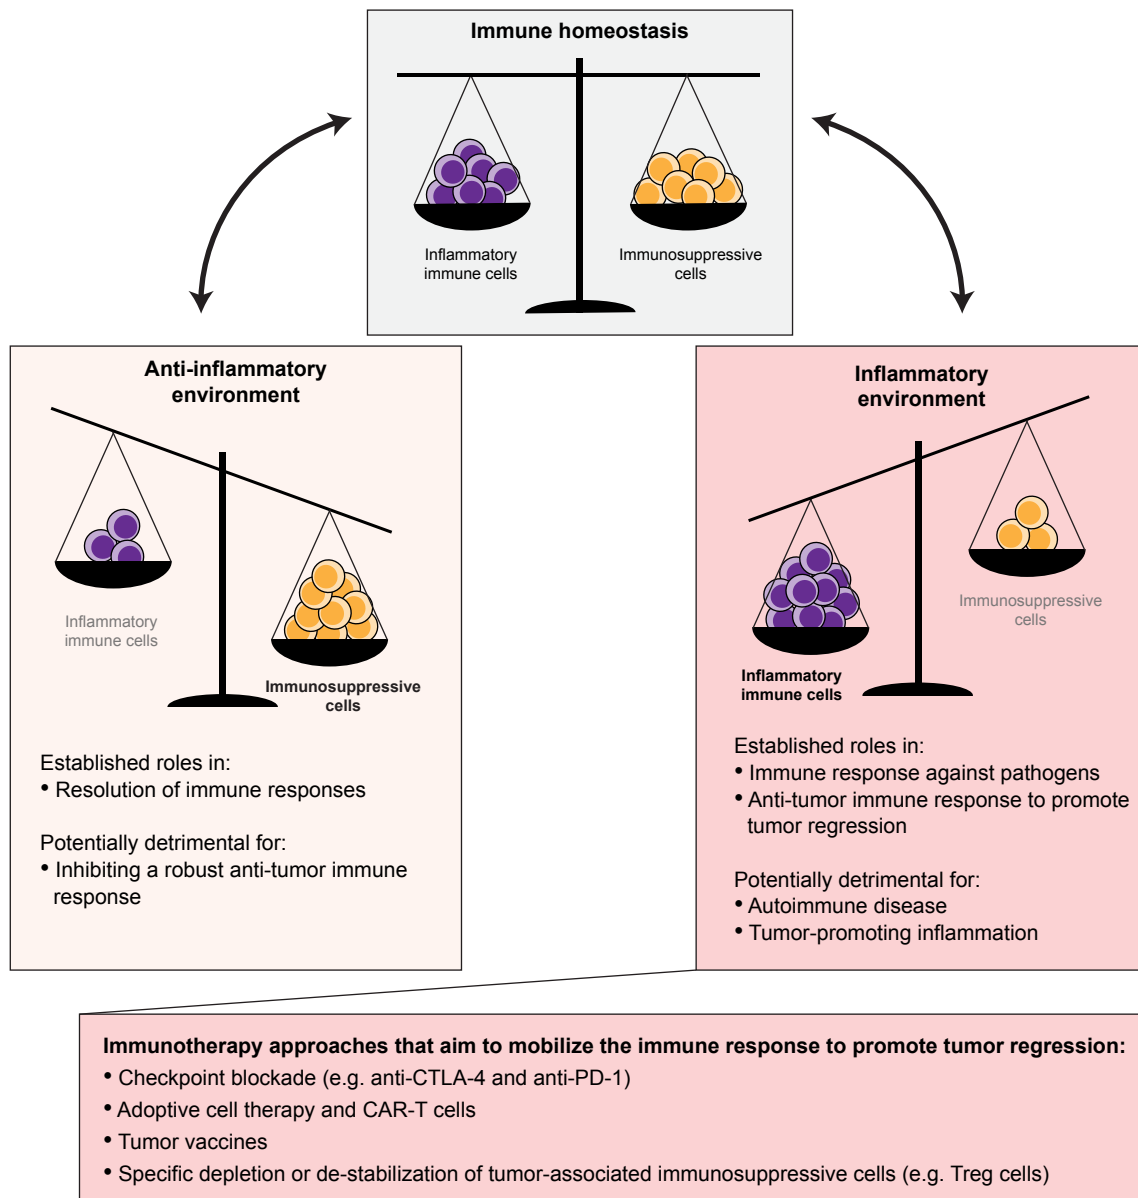 Immune homeostasis
Inflammatory
immune cells
Immunosuppressive
cells
Anti-inflammatory
environment
Inflammatory
immune cells
Immunosuppressive
cells
Established roles in:
• Resolution of immune responses
Potentially detrimental for:
• Inhibiting a robust anti-tumor immune
response
Inflammatory
environment
Immunosuppressive
cells
Inflammatory
immune cells
Established roles in:
• Immune response against pathogens
• Anti-tumor immune response to promote
tumor regression
Potentially detrimental for:
• Autoimmune disease
• Tumor-promoting inflammation
Immunotherapy approaches that aim to mobilize the immune response to promote tumor regression:
• Checkpoint blockade (e.g. anti-CTLA-4 and anti-PD-1)
• Adoptive cell therapy and CAR-T cells
• Tumor vaccines
• Specific depletion or de-stabilization of tumor-associated immunosuppressive cells (e.g. Treg cells)